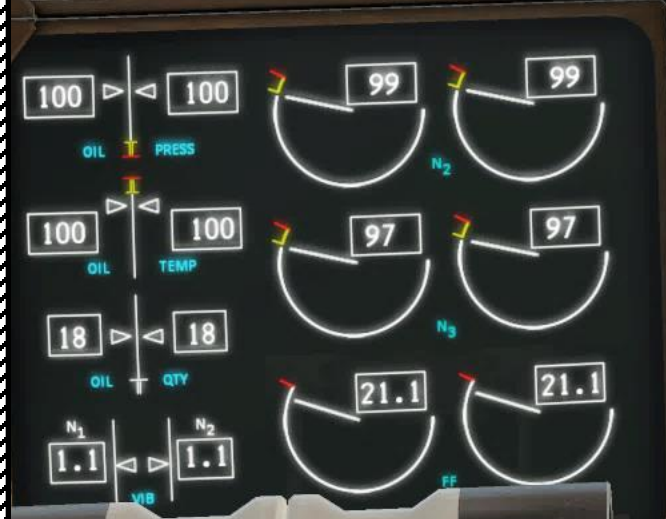 100 100 99 99
OIL PRESS
N2
100 100 97 97
OIL TEMP
N3
18 18
OIL QTY
21.1 21.1
N1 N2
1.1 1.1
FF
VIB